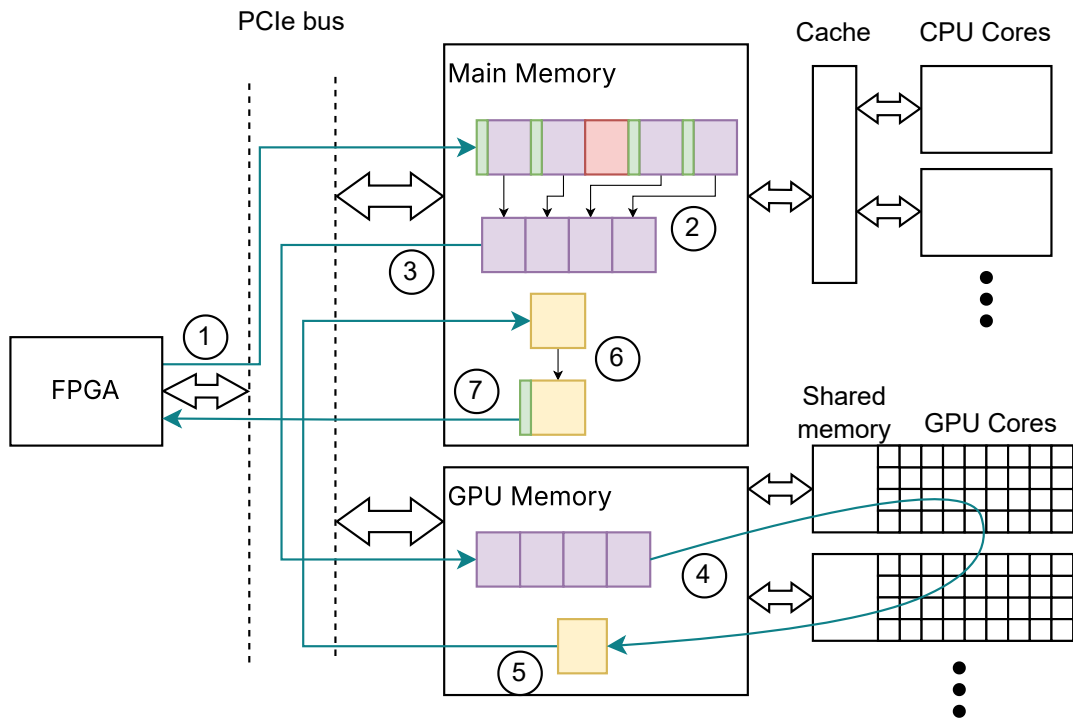 PCIe bus
Cache
CPU Cores
Main Memory
2
3
1
6
FPGA
7
Shared
memory
GPU Cores
GPU Memory
4
5